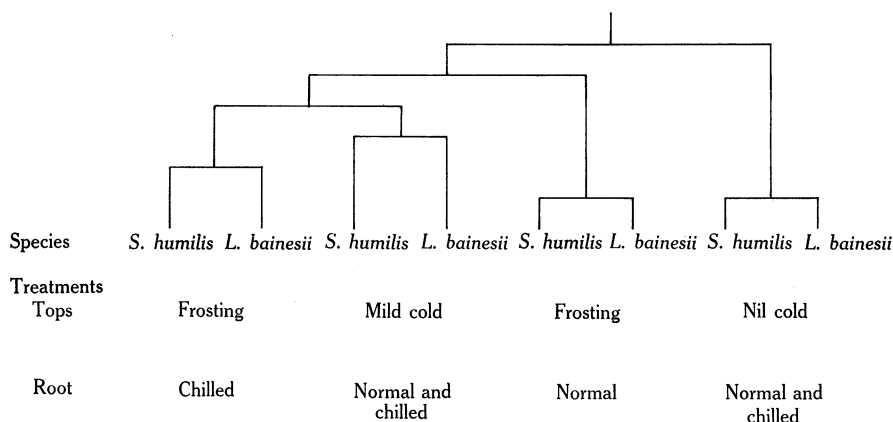 Species S. humilis L. bainesii S. humilis L. bainesii S. humilis L. bainesii S. humilis L. bainesii
Treatments
Tops Frosting Mild cold Frosting Nil cold
Root Chilled Normal and Normal Normal and
chilled chilled